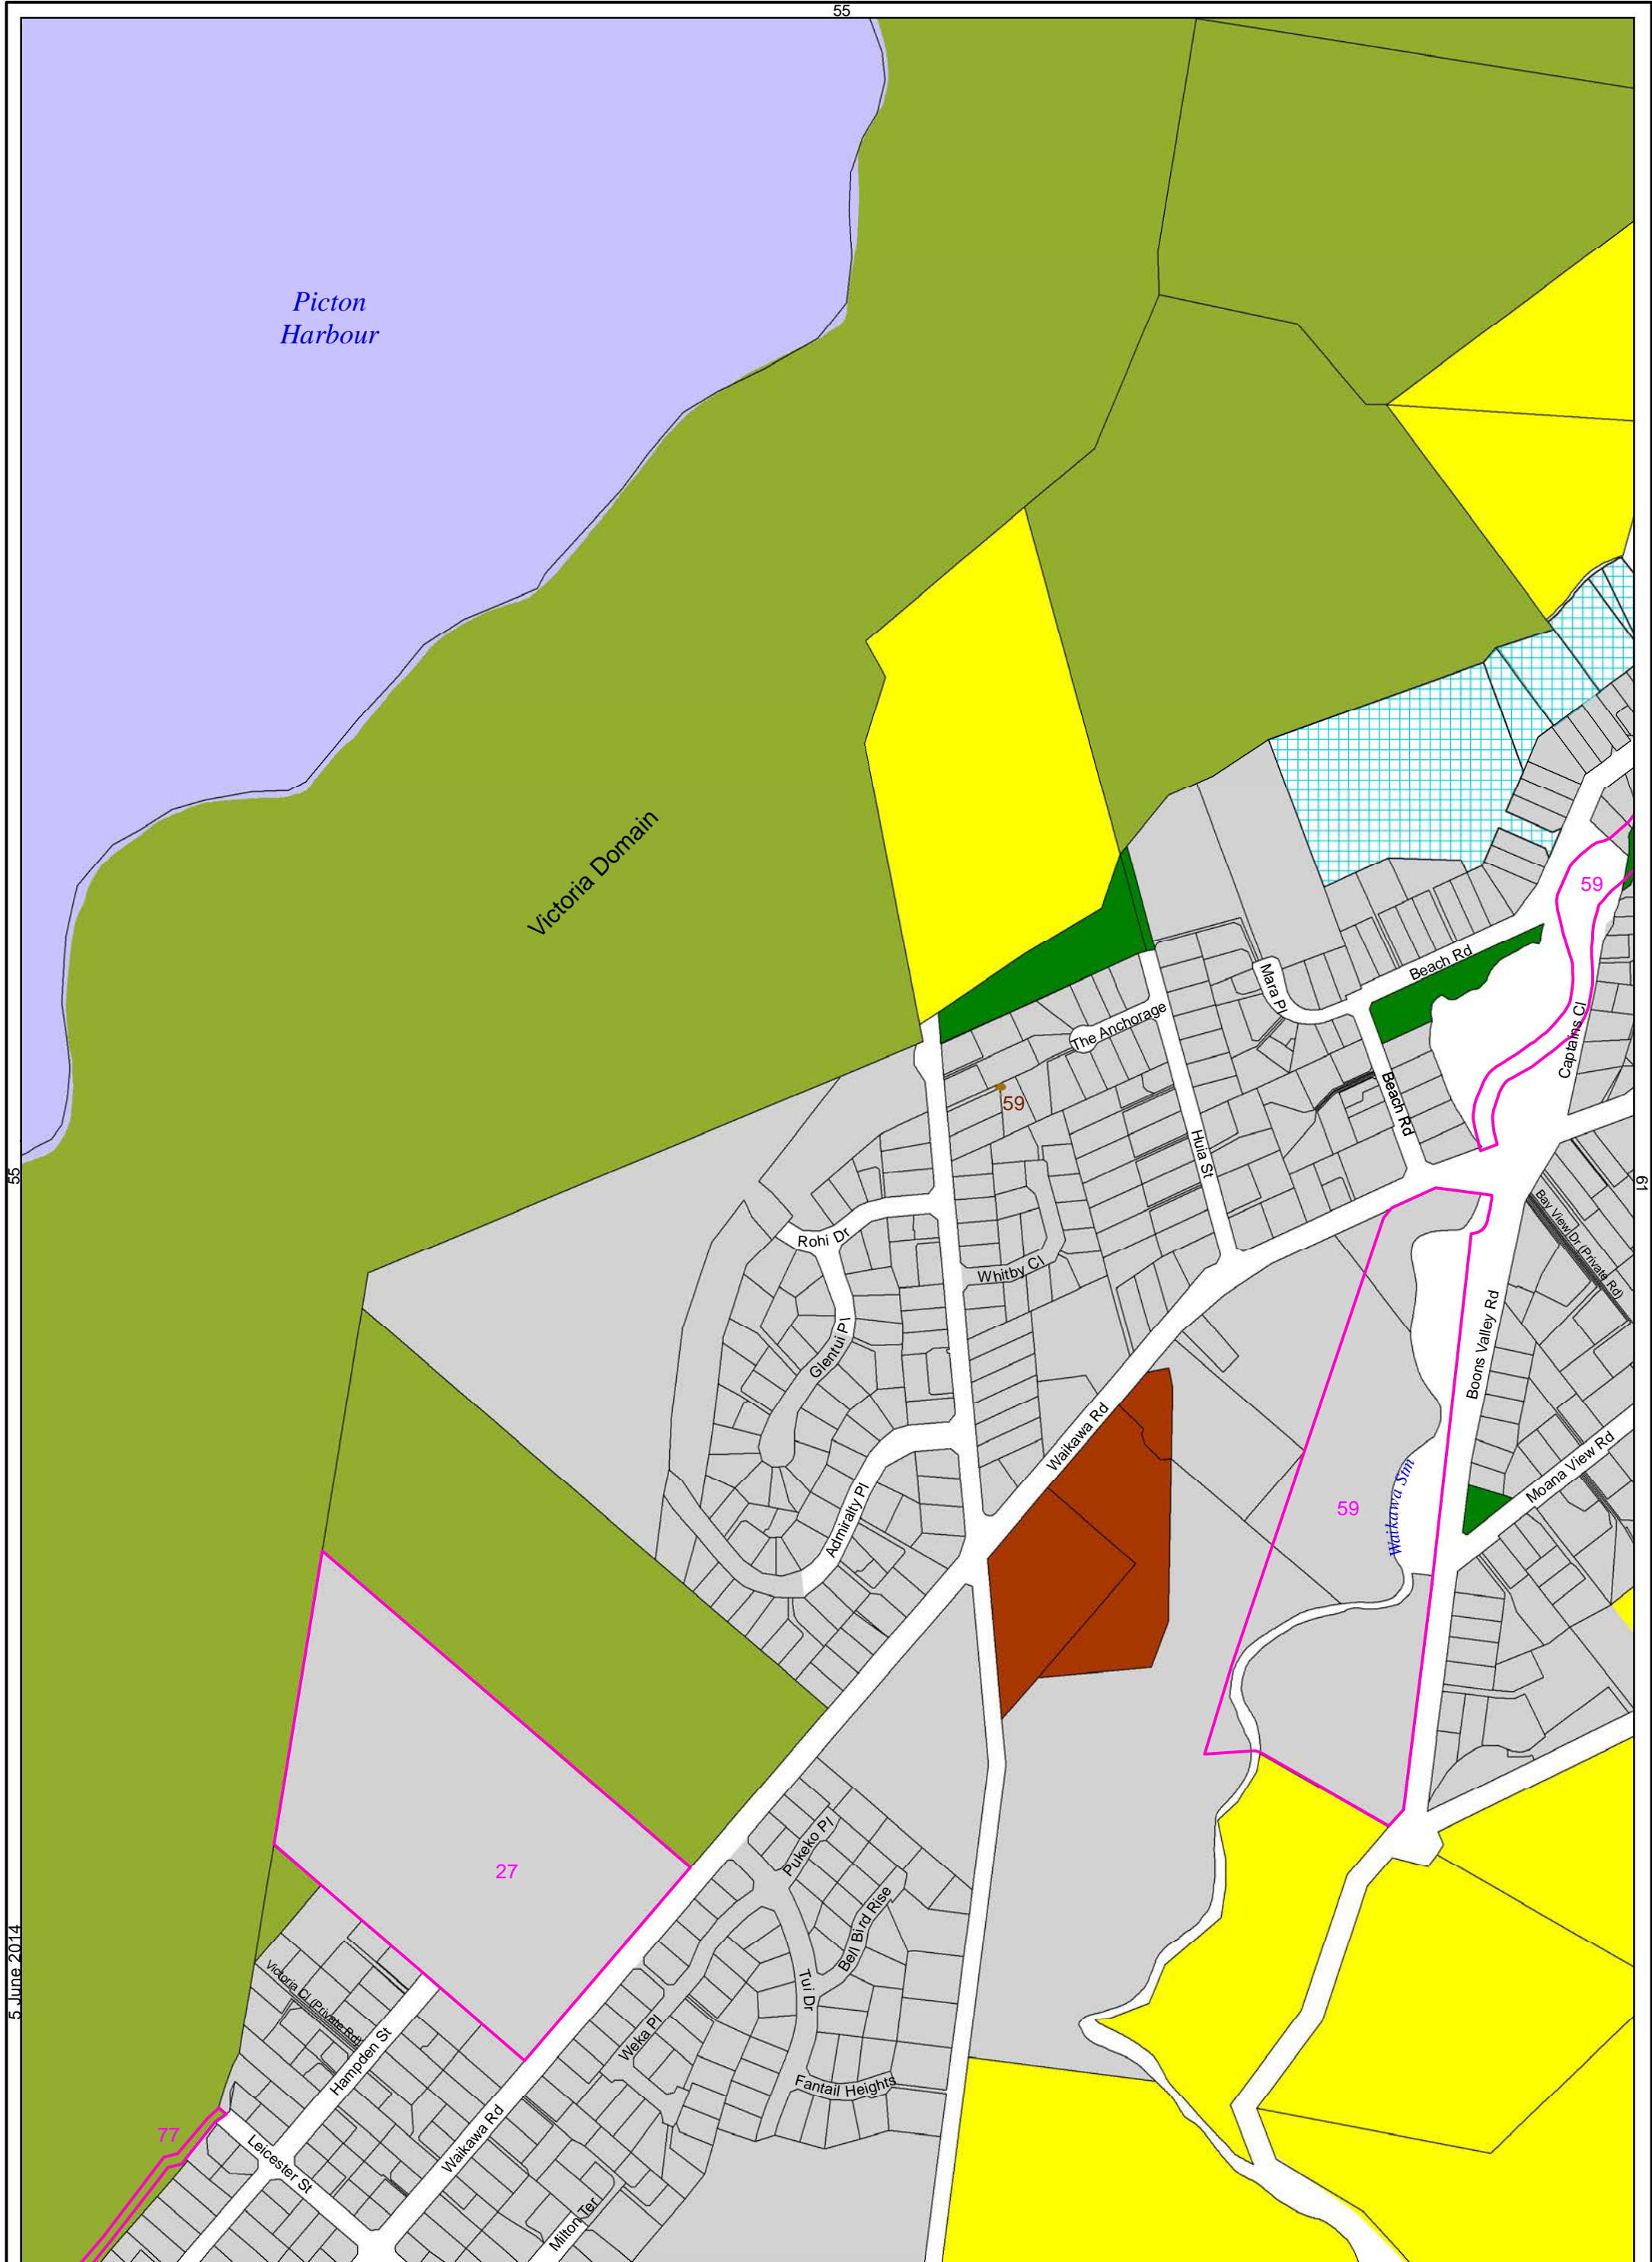 55
Picton
Harbour
Victoria Domain
59
Beach Rd
Mara Pl
The Anchorage
Captains Cl
59
Beach Rd
Huia St
55
61
Bay View Dr (Private Rd)
Rohi Dr
Whitby Cl
Glentui Pl
Boons Valley Rd
Waikawa Rd
Moana View Rd
Waikawa Stm
59
Admiralty Pl
Pukeko Pl
27
Bell Bird Rise
5 June 2014
Tui Dr
Victoria Cl (Private Rd)
Weka Pl
Hampden St
Fantail Heights
77
Waikawa Rd
Leicester St
Milton Ter